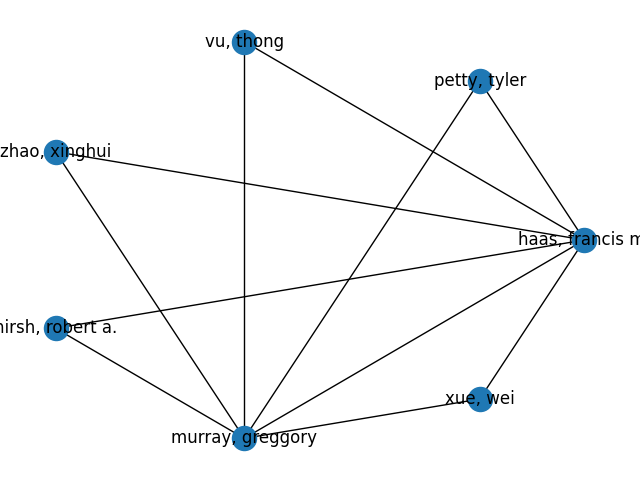 vu, thong
petty, tyler
zhao, xinghui
haas, francis m
hirsh, robert a.
xue, wei
murray, greggory